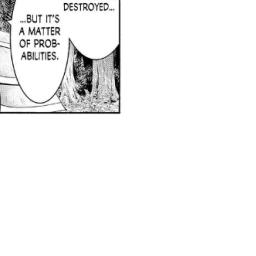 DESTROYED...
...BUT IT'S
A MATTER
OF PROB-
ABILITIES.